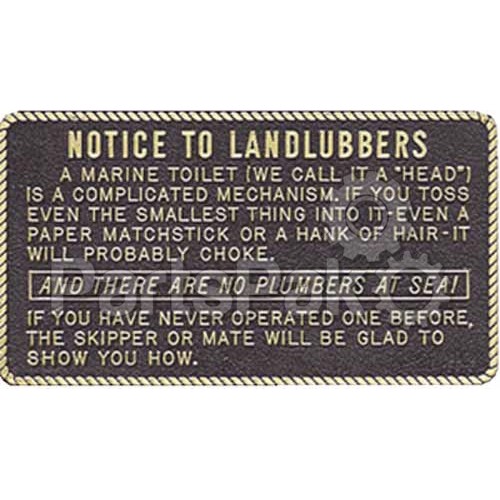 NOTICE TO LANDLUBBERS
A MARINE TOILET (WE CALL IT A "HEAD")
IS A COMPLICATED MECHANISM. IF YOU TOSS
EVEN THE SMALLEST THING INTO IT-EVEN A
PAPER MATCHSTICK OR A HANK OF HAIR-IT
WILL PROBABLY CHOKE.
AND THERE ARE NO PLUMBERS AT SEA!
PartsPak
IF YOU HAVE NEVER OPERATED ONE BEFORE,
THE SKIPPER OR MATE WILL BE GLAD TO
SHOW YOU HOW.